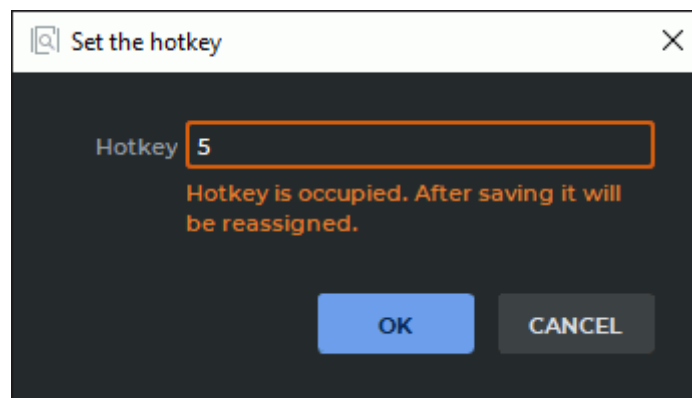 Set the hotkey
Hotkey 5
Hotkey is occupied. After saving it will
be reassigned.
OK CANCEL